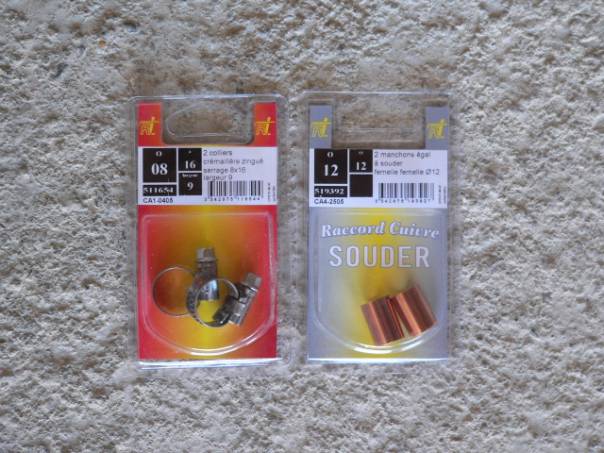 08
16
9
511654
CA1-0405
2 colliers
crémaillère zingué
serrage 8x16
largeur 9
12
12
519392
CA4-2505
2 manchons égal
à souder
femelle femelle Ø12
Raccord Cuivre
SOUDER